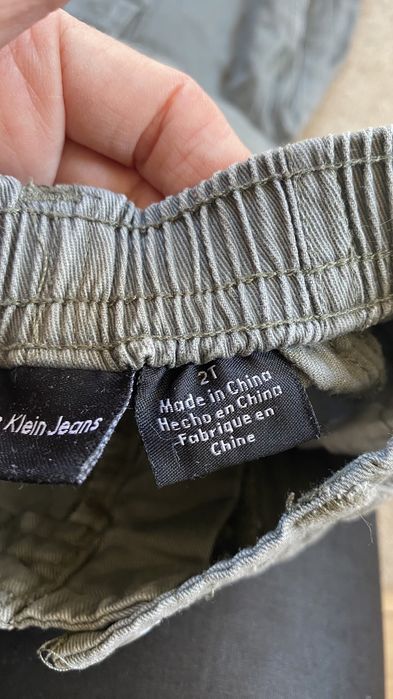 Klein Jeans
2T
Made in China
Hecho en China
Fabrique en
Chine